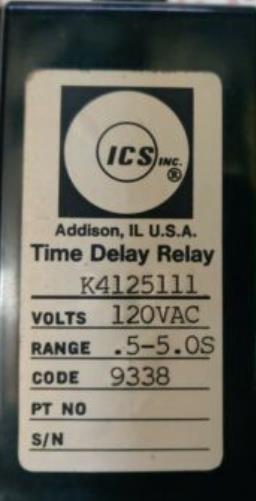 ICS INC.
®
Addison, IL U.S.A.
Time Delay Relay
K4125111
VOLTS 120VAC
RANGE .5-5.0S
CODE 9338
PT NO
S/N